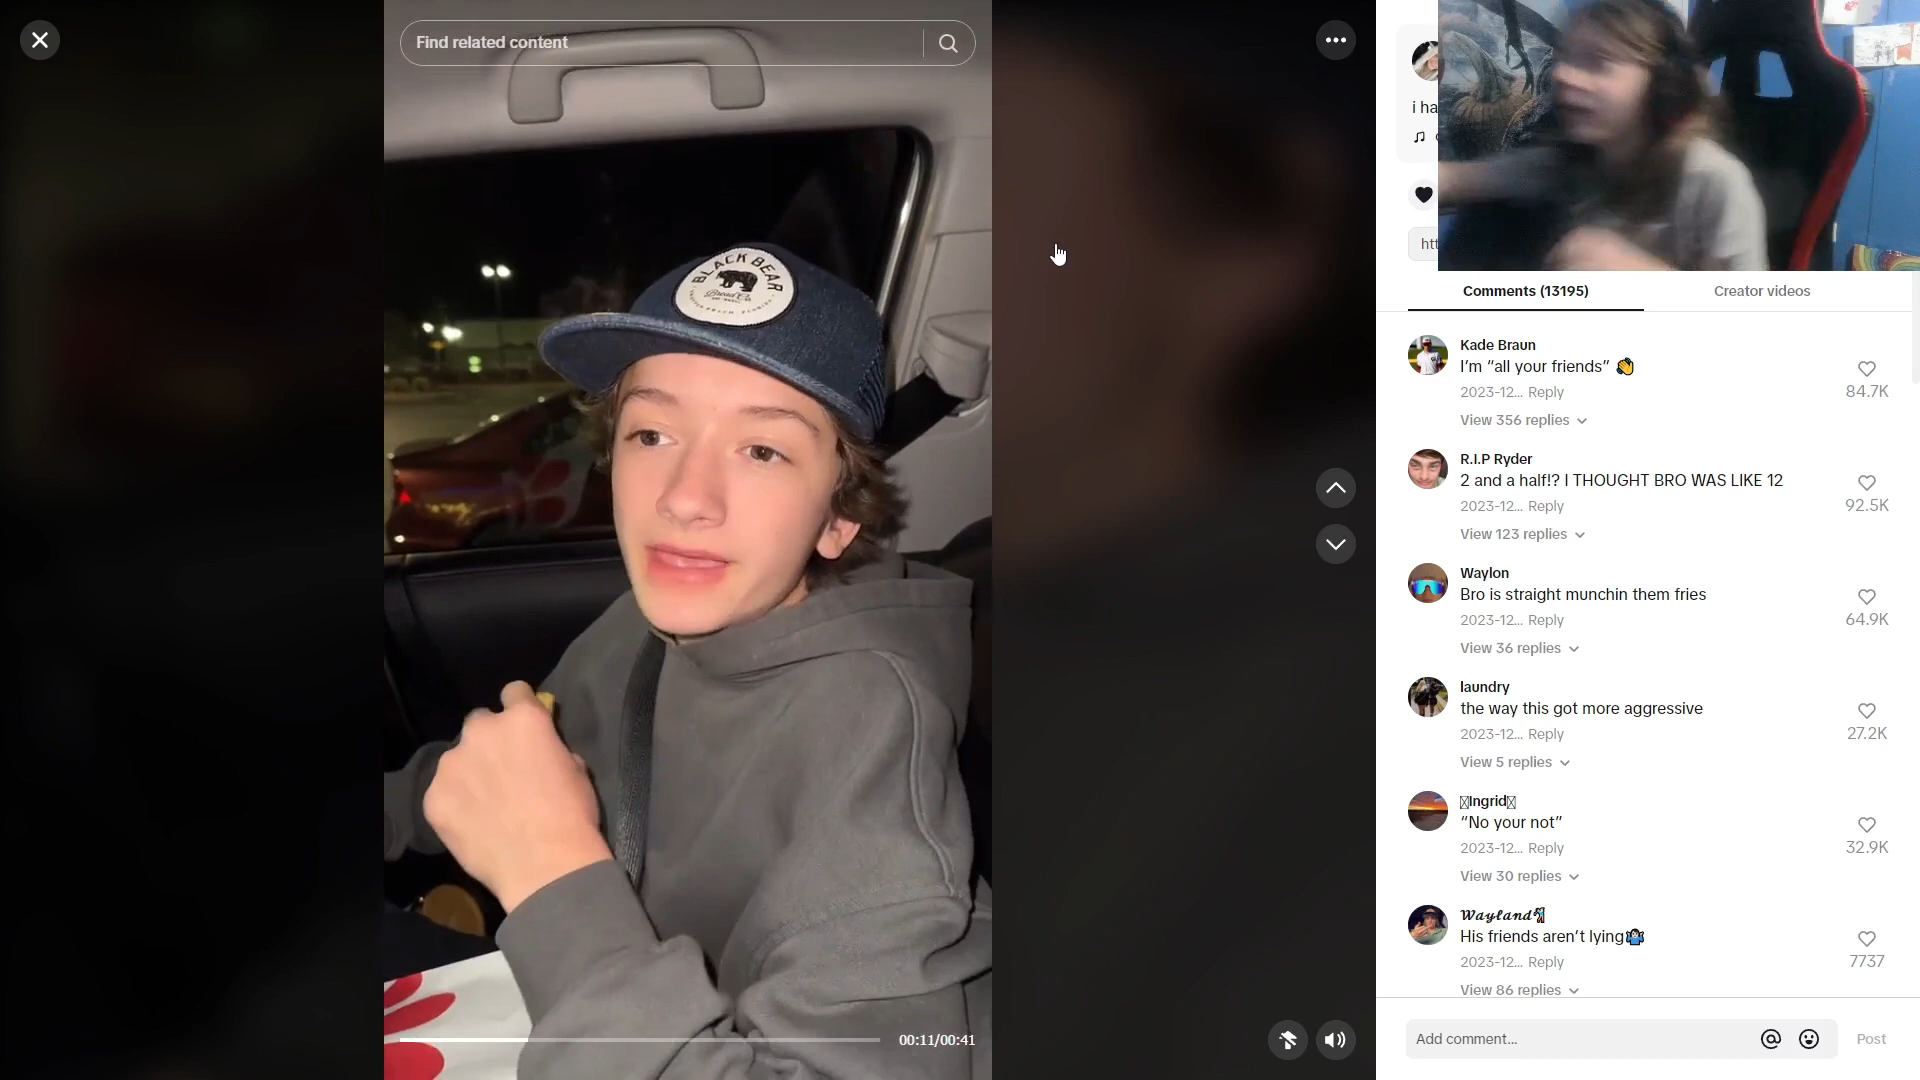 Find related content
i ha
htt
BLACK BEAR
Bread Co.
Comments (13195)
Creator videos
Kade Braun
I'm “all your friends” 👏
84.7K
2023-12... Reply
View 356 replies
R.I.P Ryder
2 and a half!? I THOUGHT BRO WAS LIKE 12
92.5K
2023-12... Reply
View 123 replies
Waylon
Bro is straight munchin them fries
64.9K
2023-12... Reply
View 36 replies
laundry
the way this got more aggressive
27.2K
2023-12... Reply
View 5 replies
Ingrid
“No your not”
32.9K
2023-12... Reply
View 30 replies
𝓦𝓪𝔂𝓵𝓪𝓷𝓭
His friends aren't lying🤷
7737
2023-12... Reply
View 86 replies
00:11/00:41
Add comment...
Post